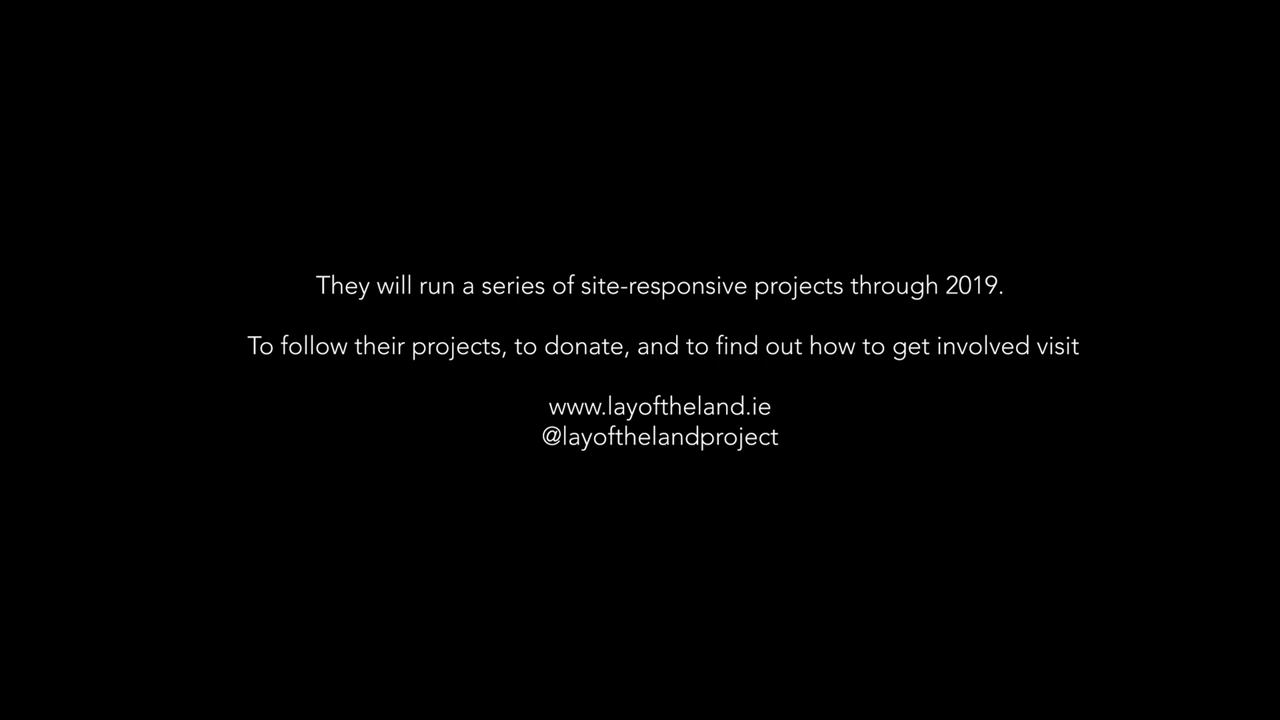 They will run a series of site-responsive projects through 2019.
To follow their projects, to donate, and to find out how to get involved visit
www.layoftheland.ie
@layofthelandproject